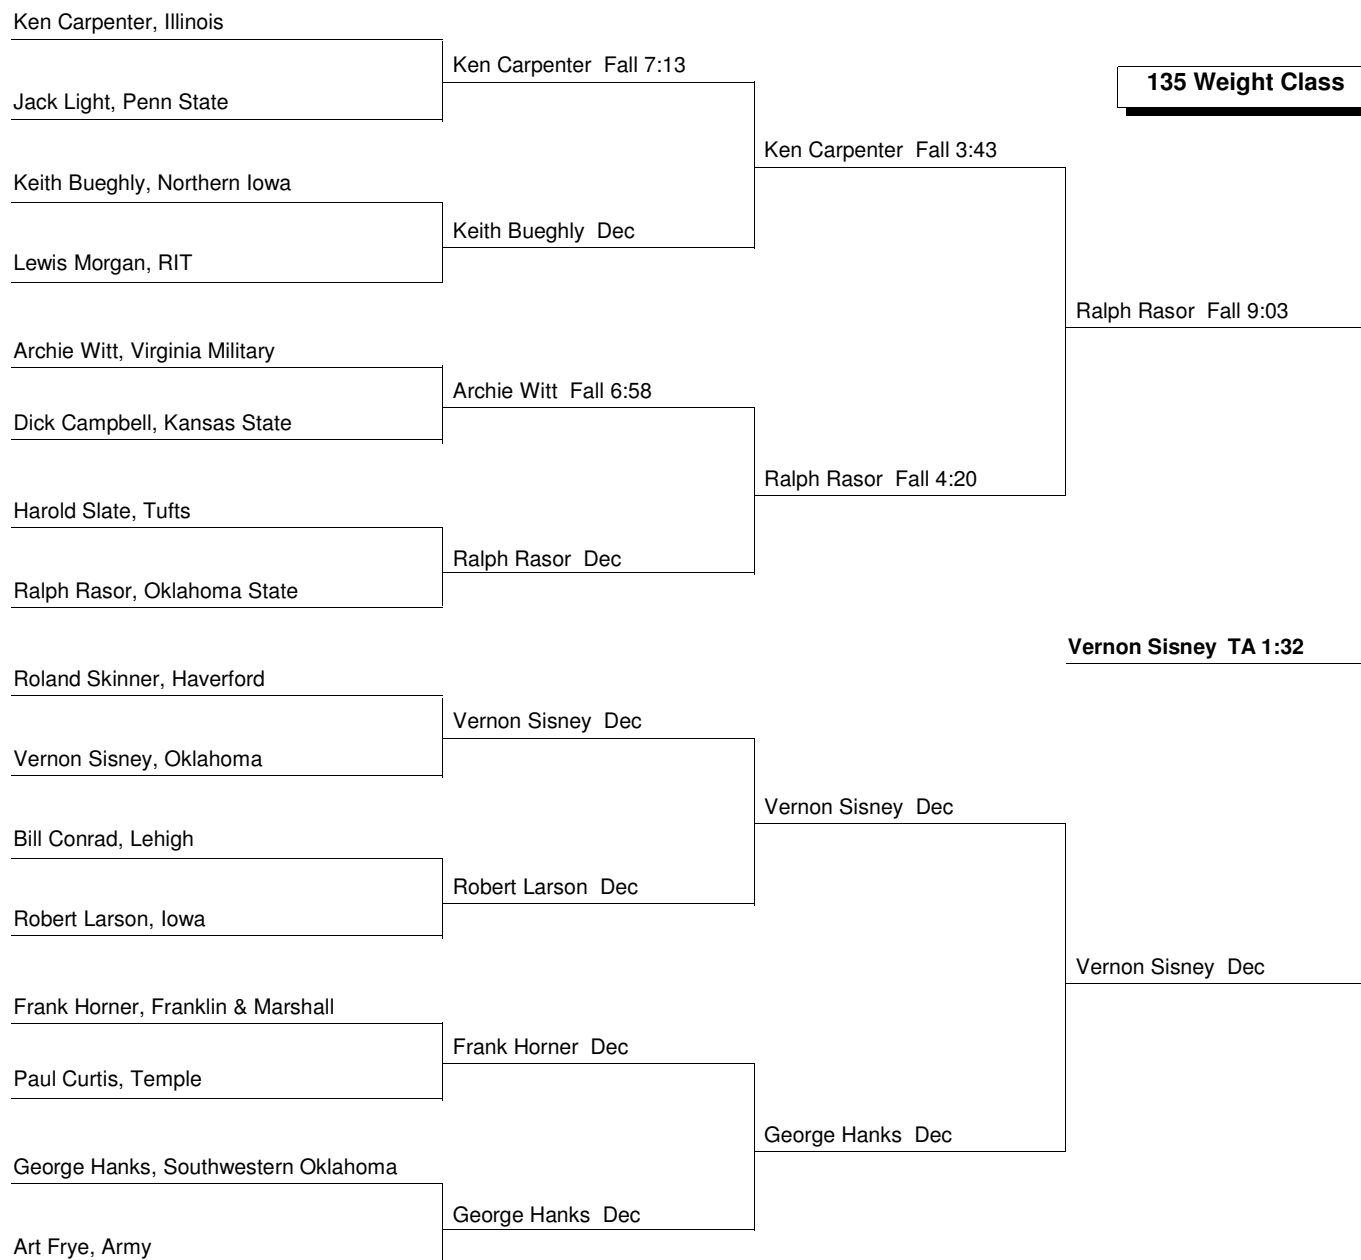 Ken Carpenter, Illinois
Ken Carpenter  Fall 7:13
135 Weight Class
Jack Light, Penn State
Ken Carpenter  Fall 3:43
Keith Bueghly, Northern Iowa
Keith Bueghly  Dec
Lewis Morgan, RIT
Ralph Rasor  Fall 9:03
Archie Witt, Virginia Military
Archie Witt  Fall 6:58
Dick Campbell, Kansas State
Ralph Rasor  Fall 4:20
Harold Slate, Tufts
Ralph Rasor  Dec
Ralph Rasor, Oklahoma State
Vernon Sisney  TA 1:32
Roland Skinner, Haverford
Vernon Sisney  Dec
Vernon Sisney, Oklahoma
Vernon Sisney  Dec
Bill Conrad, Lehigh
Robert Larson  Dec
Robert Larson, Iowa
Vernon Sisney  Dec
Frank Horner, Franklin & Marshall
Frank Horner  Dec
Paul Curtis, Temple
George Hanks  Dec
George Hanks, Southwestern Oklahoma
George Hanks  Dec
Art Frye, Army